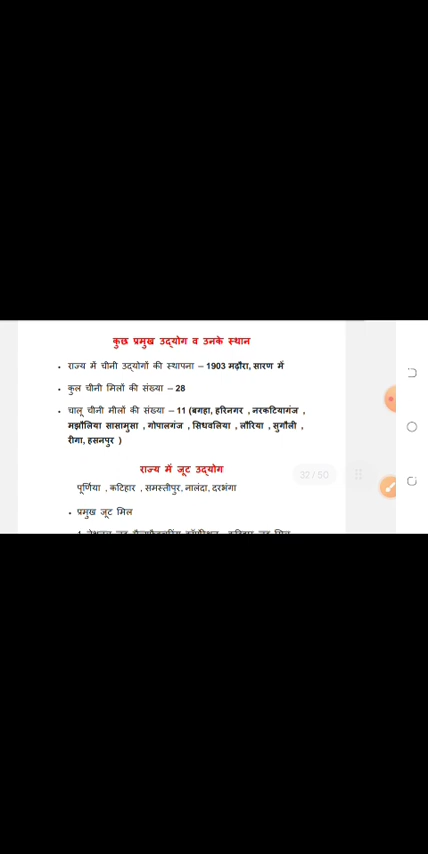 कुछ प्रमुख उद्योग व उनके स्थान
• राज्य में चीनी उद्योगों की स्थापना – 1903 मढ़ौरा, सारण में
• कुल चीनी मिलों की संख्या – 28
• चालू चीनी मीलों की संख्या – 11 (बगहा, हरिनगर , नरकटियागंज ,
मझौलिया सासामुसा , गोपालगंज , सिधवलिया , लौरिया , सुगौली ,
रीगा, हसनपुर )
राज्य में जूट उद्योग
32 / 50
पूर्णिया , कटिहार , समस्तीपुर, नालंदा, दरभंगा
• प्रमुख जूट मिल